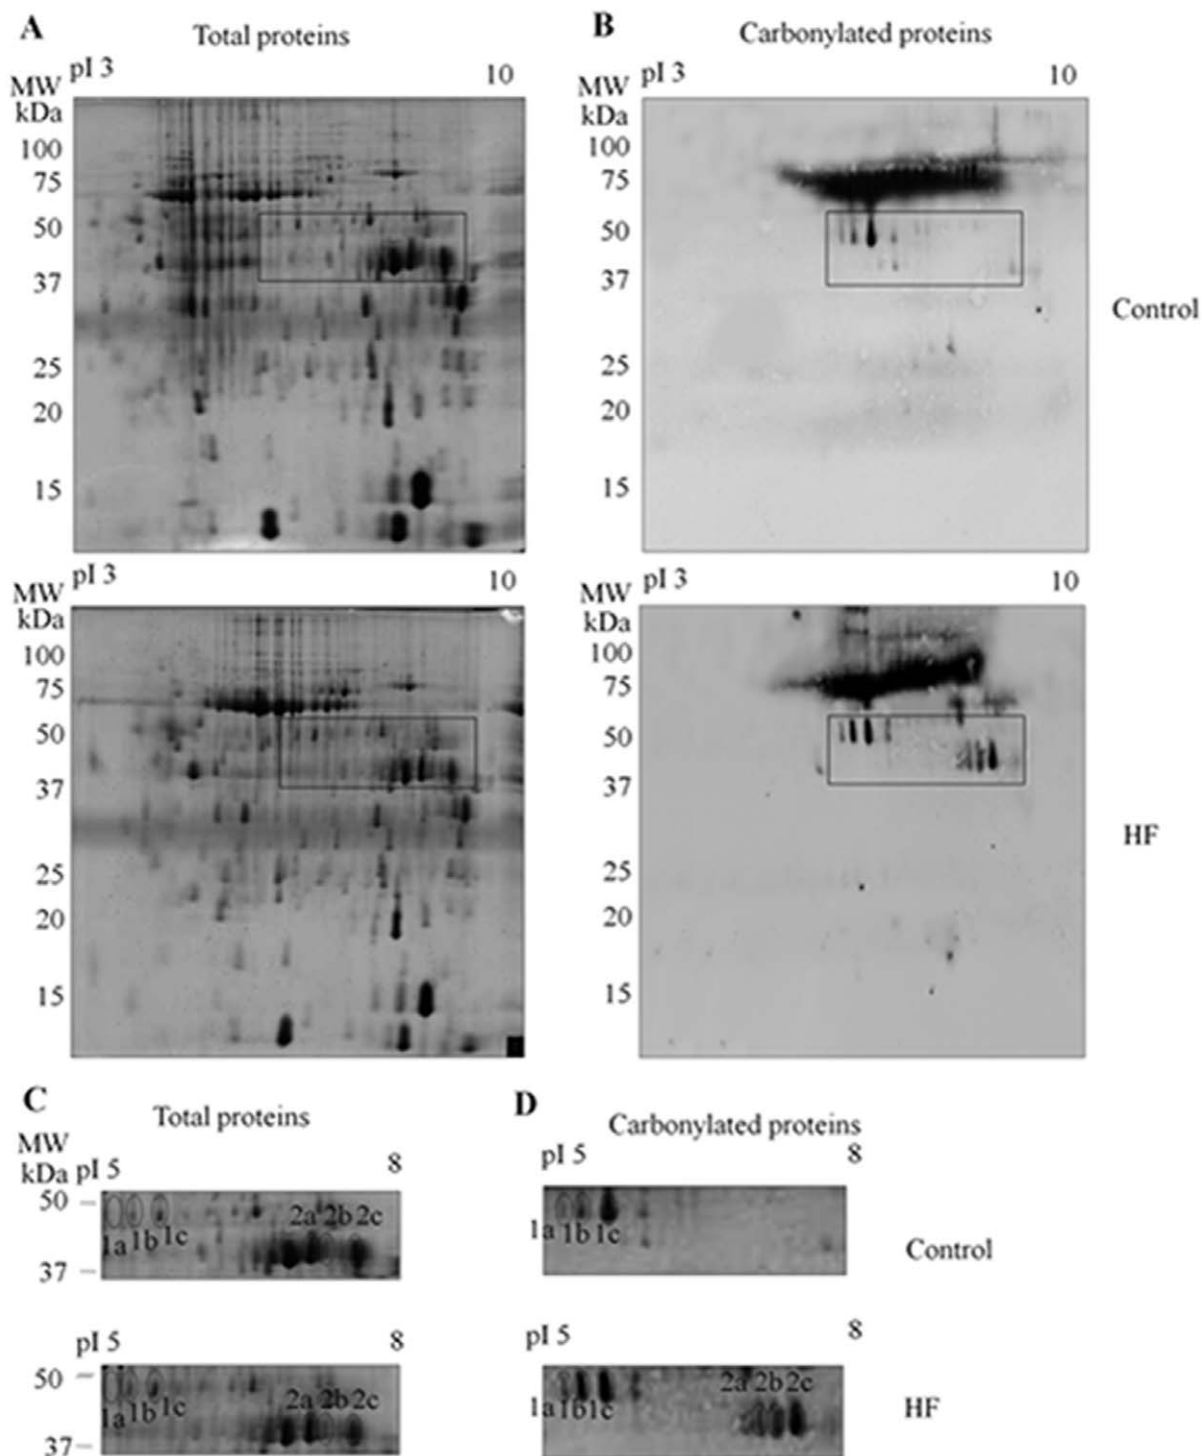 A
Total proteins
MW
kDa
pI 3
10
100
75
50
37
25
20
15
B
Carbonylated proteins
MW
kDa
pI 3
10
100
75
50
37
25
20
15
Control
MW
kDa
pI 3
10
100
75
50
37
25
20
15
MW
kDa
pI 3
10
100
75
50
37
25
20
15
HF
C
Total proteins
MW
kDa
pI 5
8
50
2a 2b 2c
1a 1b 1c
37
D
Carbonylated proteins
pI 5
8
1a 1b 1c
Control
pI 5
8
50
2a 2b 2c
1a 1b 1c
37
pI 5
8
2a 2b 2c
1a 1b 1c
HF